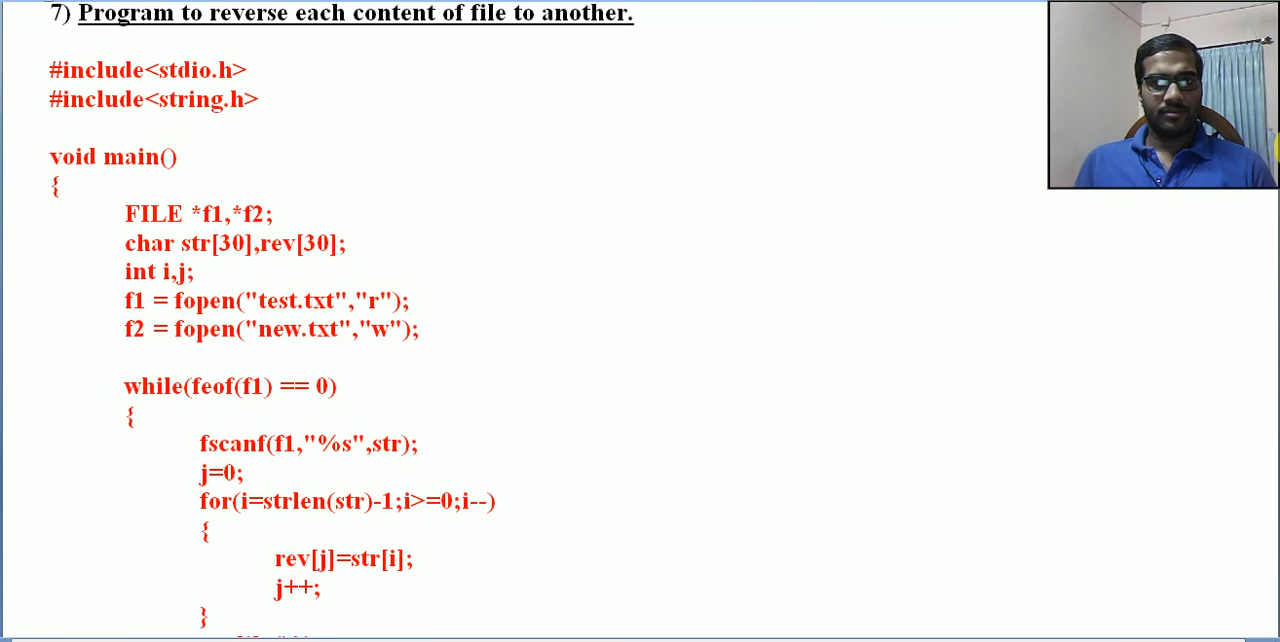 7) Program to reverse each content of file to another.
#include<stdio.h>
#include<string.h>
void main()
{
FILE *f1,*f2;
char str[30],rev[30];
int i,j;
f1 = fopen("test.txt","r");
f2 = fopen("new.txt","w");
while(feof(f1) == 0)
{
fscanf(f1,"%s",str);
j=0;
for(i=strlen(str)-1;i>=0;i--)
{
rev[j]=str[i];
j++;
}